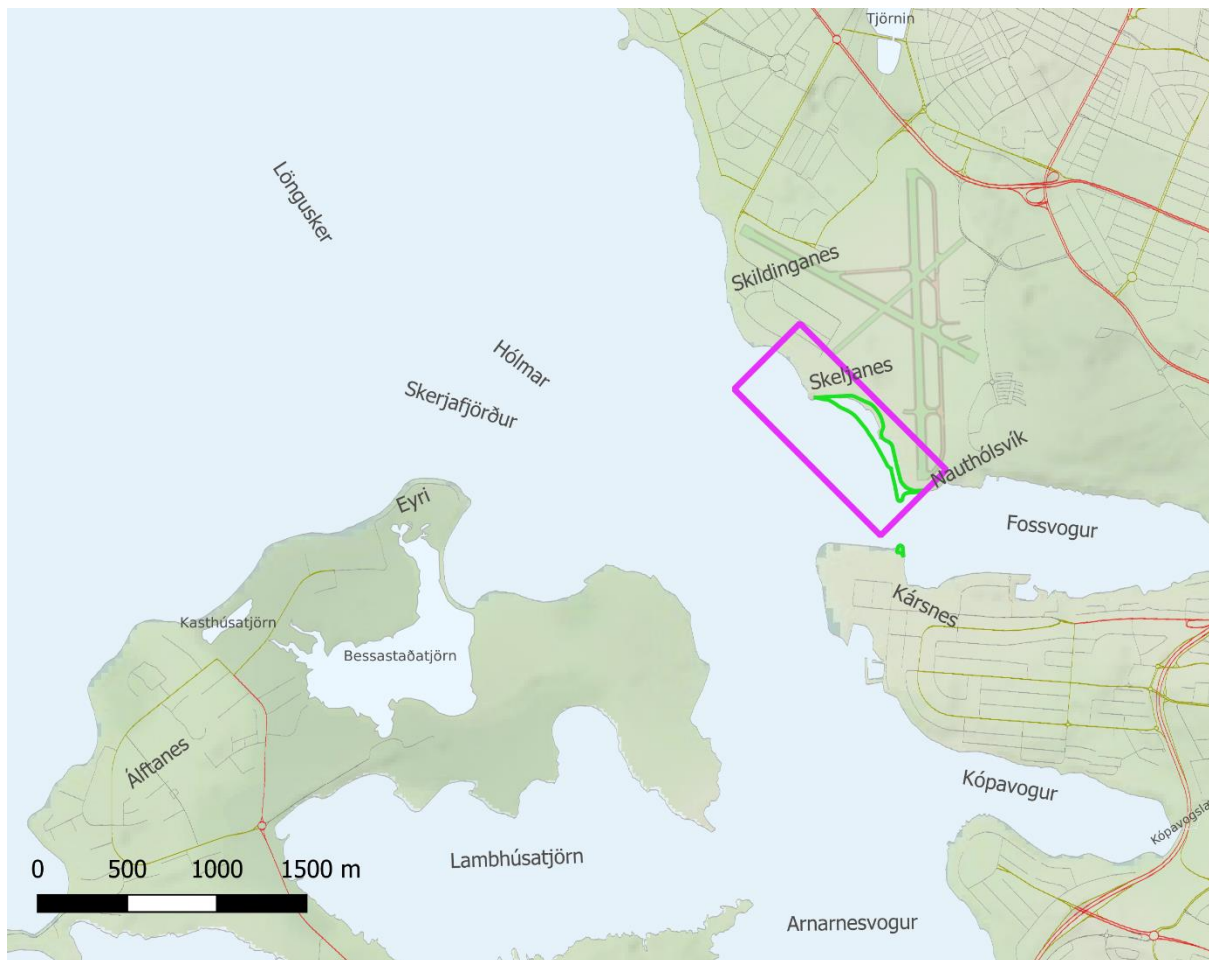 Tjörnin
Löngusker
Skildinganes
Hólmar
Skeljanes
Skerjafjörður
Nauthólsvík
Eyri
Fossvogur
Kársnes
Kasthúsatjörn
Bessastaðatjörn
Álftanes
Kópavogur
Kópavogslæ
0 500 1000 1500 m
Lambhúsatjörn
Arnarnesvogur